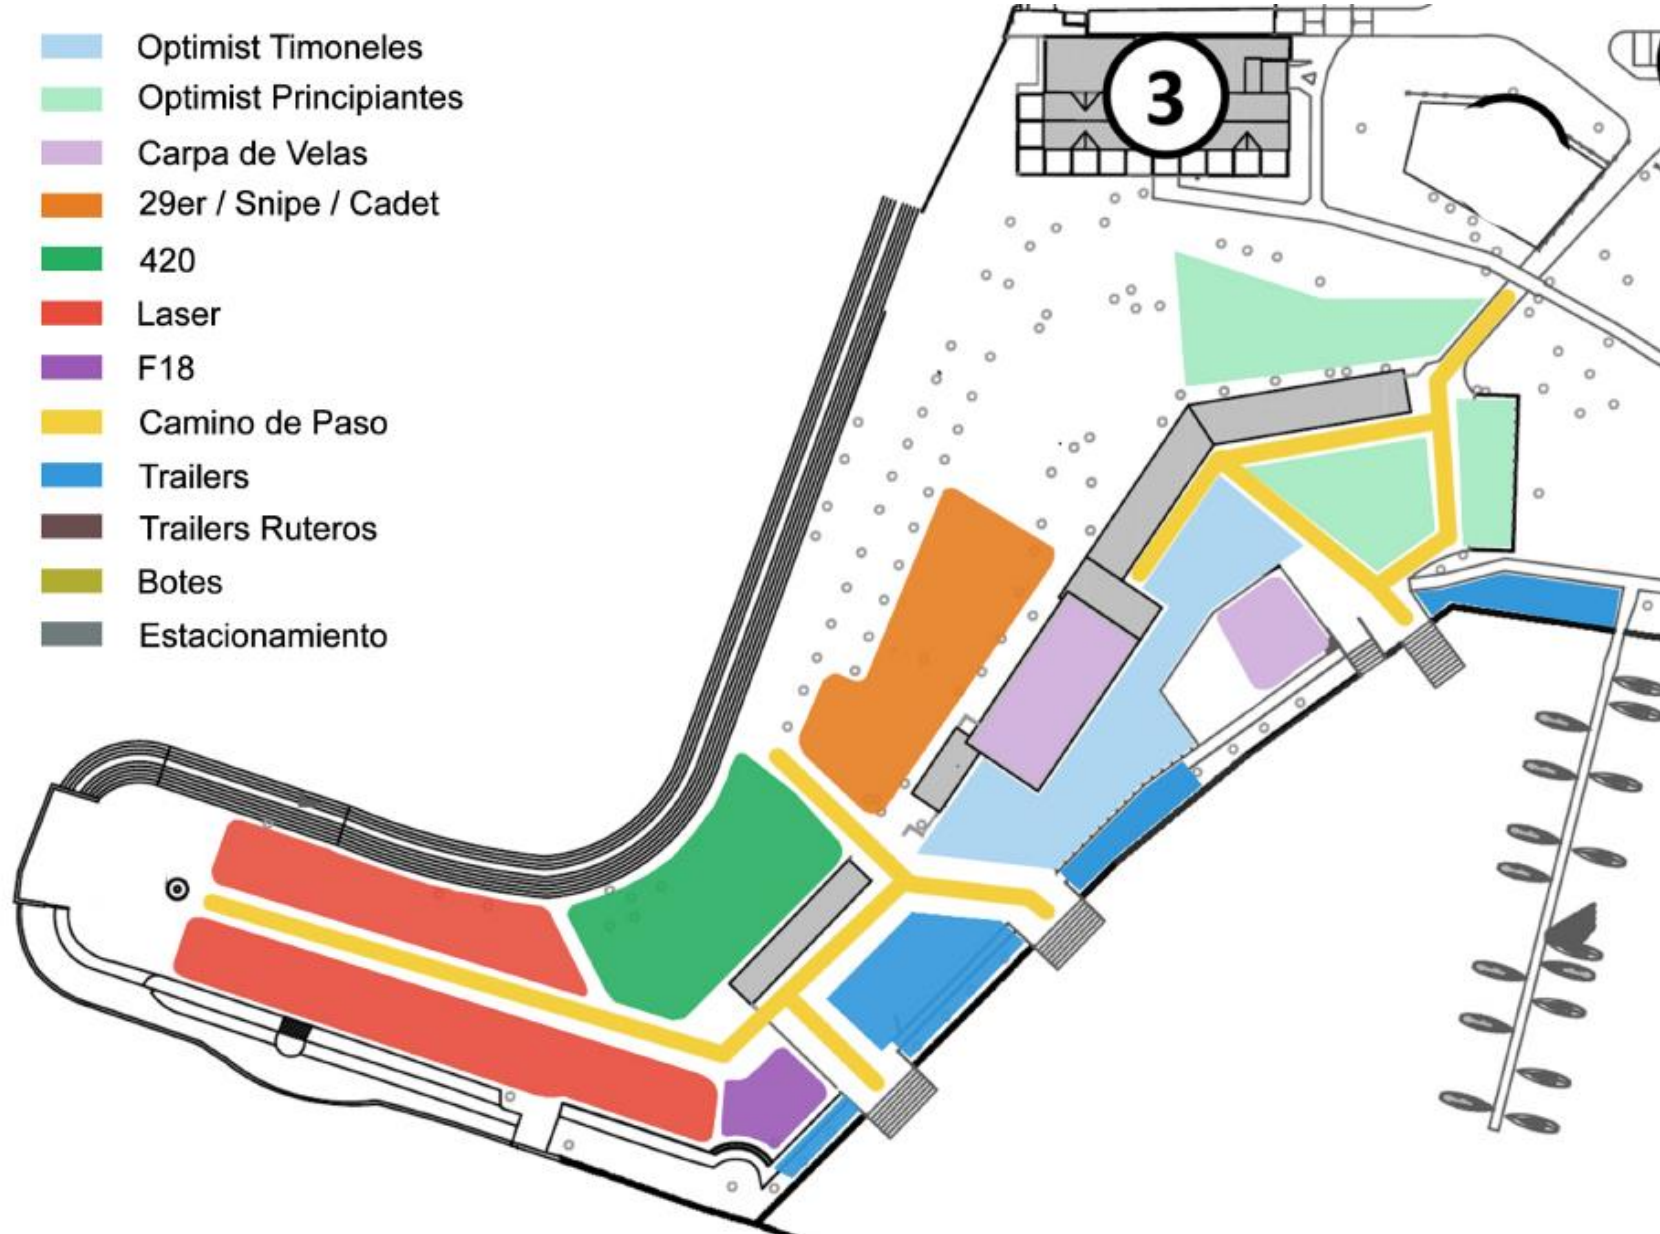 Optimist Timoneles
Optimist Principiantes
Carpa de Velas
29er / Snipe / Cadet
420
Laser
F18
Camino de Paso
Trailers
Trailers Ruteros
Botes
Estacionamiento
3